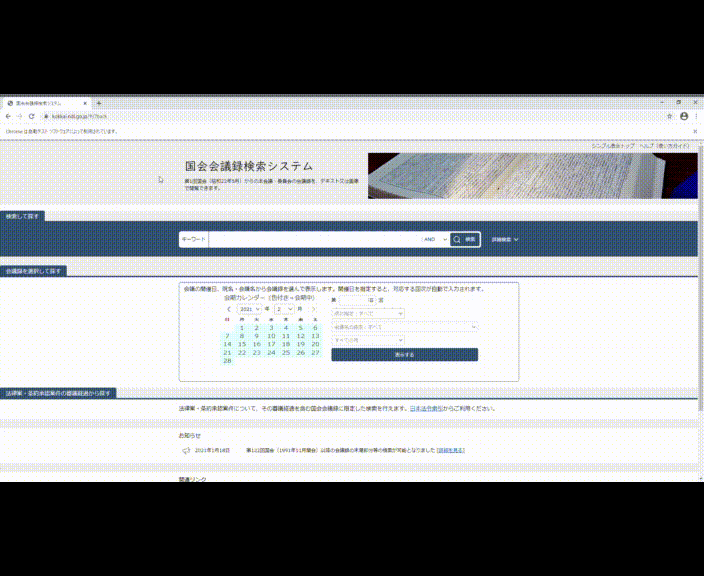 国会会議録検索システム
Chrome は自動テスト ソフトウェアによって制御されています。
シンプル表示トップ ヘルプ（使い方ガイド）
国会会議録検索システム
第1回国会（昭和22年5月）からの本会議・委員会の会議録を、テキスト又は画像
で閲覧できます。
検索して探す
キーワード AND 検索 詳細検索
会議録を選択して探す
会議の開催日、院名・会議名から会議録を選んで表示します。開催日を指定すると、対応する回次が自動で入力されます。
会期カレンダー（色付き＝会期中）
2021 年 2 月
日 月 火 水 木 金 土
1 2 3 4 5 6
7 8 9 10 11 12 13
14 15 16 17 18 19 20
21 22 23 24 25 26 27
28
第 回
表示する
法律案・条約承認案件の審議経過から探す
法律案・条約承認案件について、その審議経過を含む国会会議録に限定した検索を行えます。日本法令索引からご利用ください。
お知らせ
2021年1月18日 第122回国会（1991年11月開会）以降の会議録の末尾部分等の検索が可能となりました [詳細を見る]
関連リンク